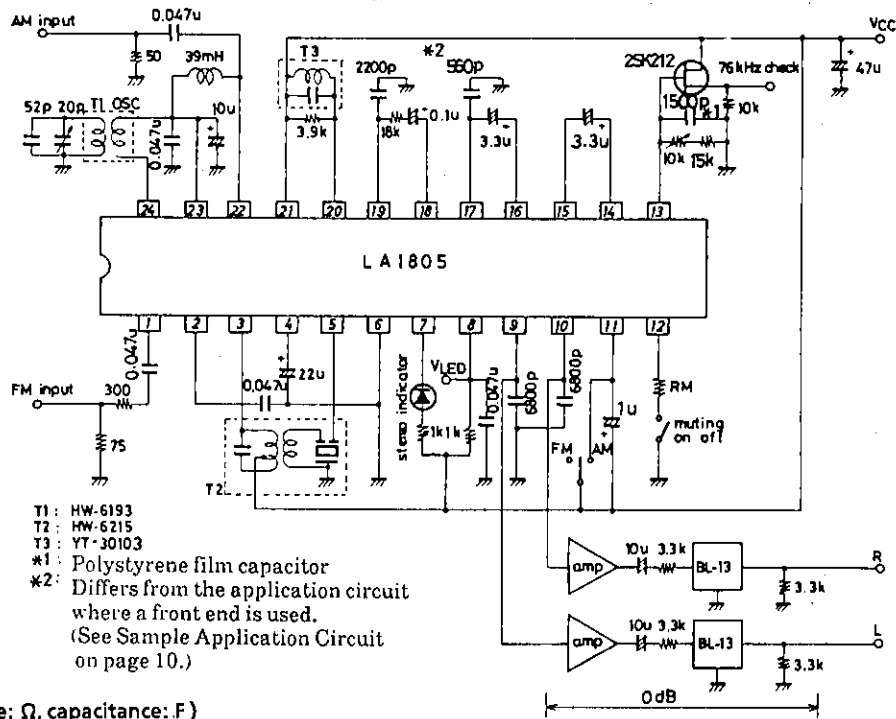 AM input
0.047u
50
39mH
52p 20p T1 OSC
0.047u
10u
T3
3.9k
*2
2200p
18k
0.1u
560p
3.3u
3.3u
2SK212
76kHz check
1500p
*1
10k
10k
15k
VCC
47u
24 23 22 21 20 19 18 17 16 15 14 13
LA1805
1 2 3 4 5 6 7 8 9 10 11 12
0.047u
FM input
300
75
0.047u
22u
T2
stereo indicator
VLED
1k 1k
0.047u
6800p
6800p
FM AM
1u
RM
muting
on off
T1 : HW-6193
T2 : HW-6215
T3 : YT-30103
*1 : Polystyrene film capacitor
*2 : Differs from the application circuit
where a front end is used.
(See Sample Application Circuit
on page 10.)
amp
10u 3.3k
BL-13
R
3.3k
amp
10u 3.3k
BL-13
L
3.3k
0dB
e: Ω, capacitance: F)